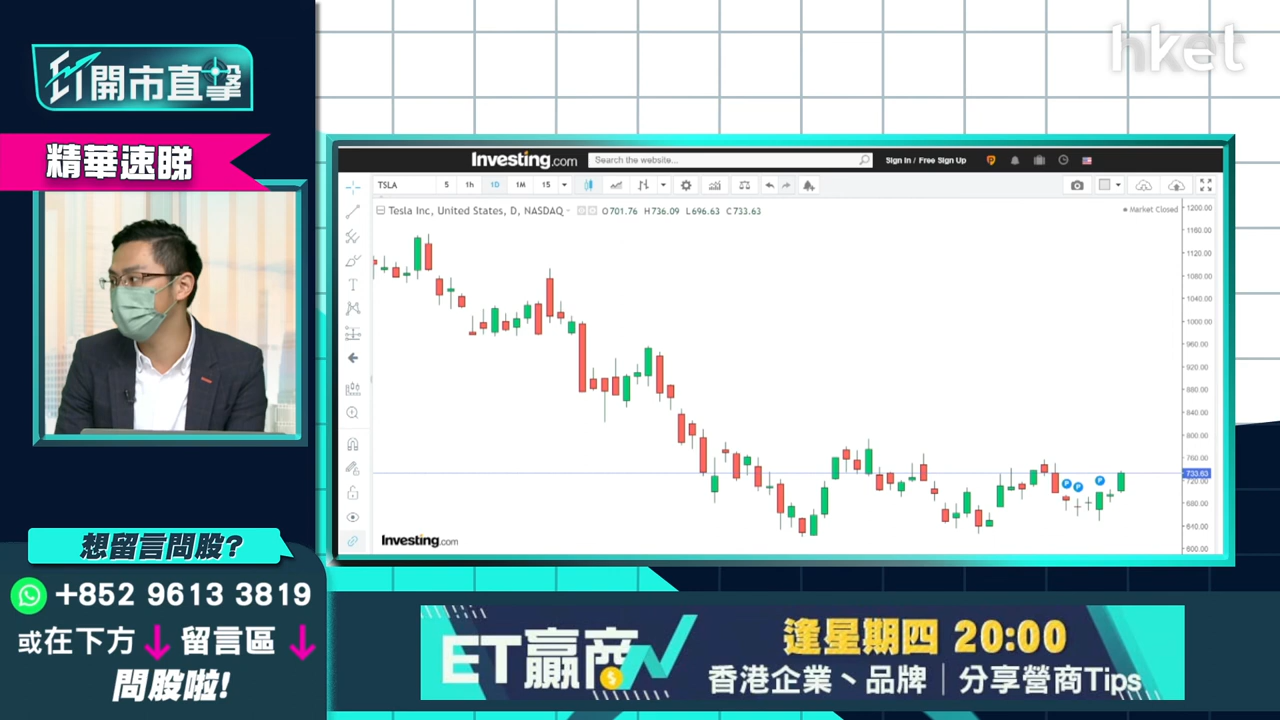 hket
ET開市直擊
精華速睇
Investing.com
Search the website...
Sign In / Free Sign Up
TSLA 5 1h 1D 1M 15
Tesla Inc, United States, D, NASDAQ
O701.76 H736.09 L696.63 C733.63
Market Closed
1200.00
1160.00
1120.00
1080.00
1040.00
1000.00
960.00
920.00
880.00
840.00
800.00
760.00
733.63
720.00
680.00
640.00
600.00
T
P
P
P
Investing.com
想留言問股?
+852 9613 3819
或在下方 留言區
問股啦!
ET贏商
逢星期四 20:00
香港企業、品牌｜分享營商Tips